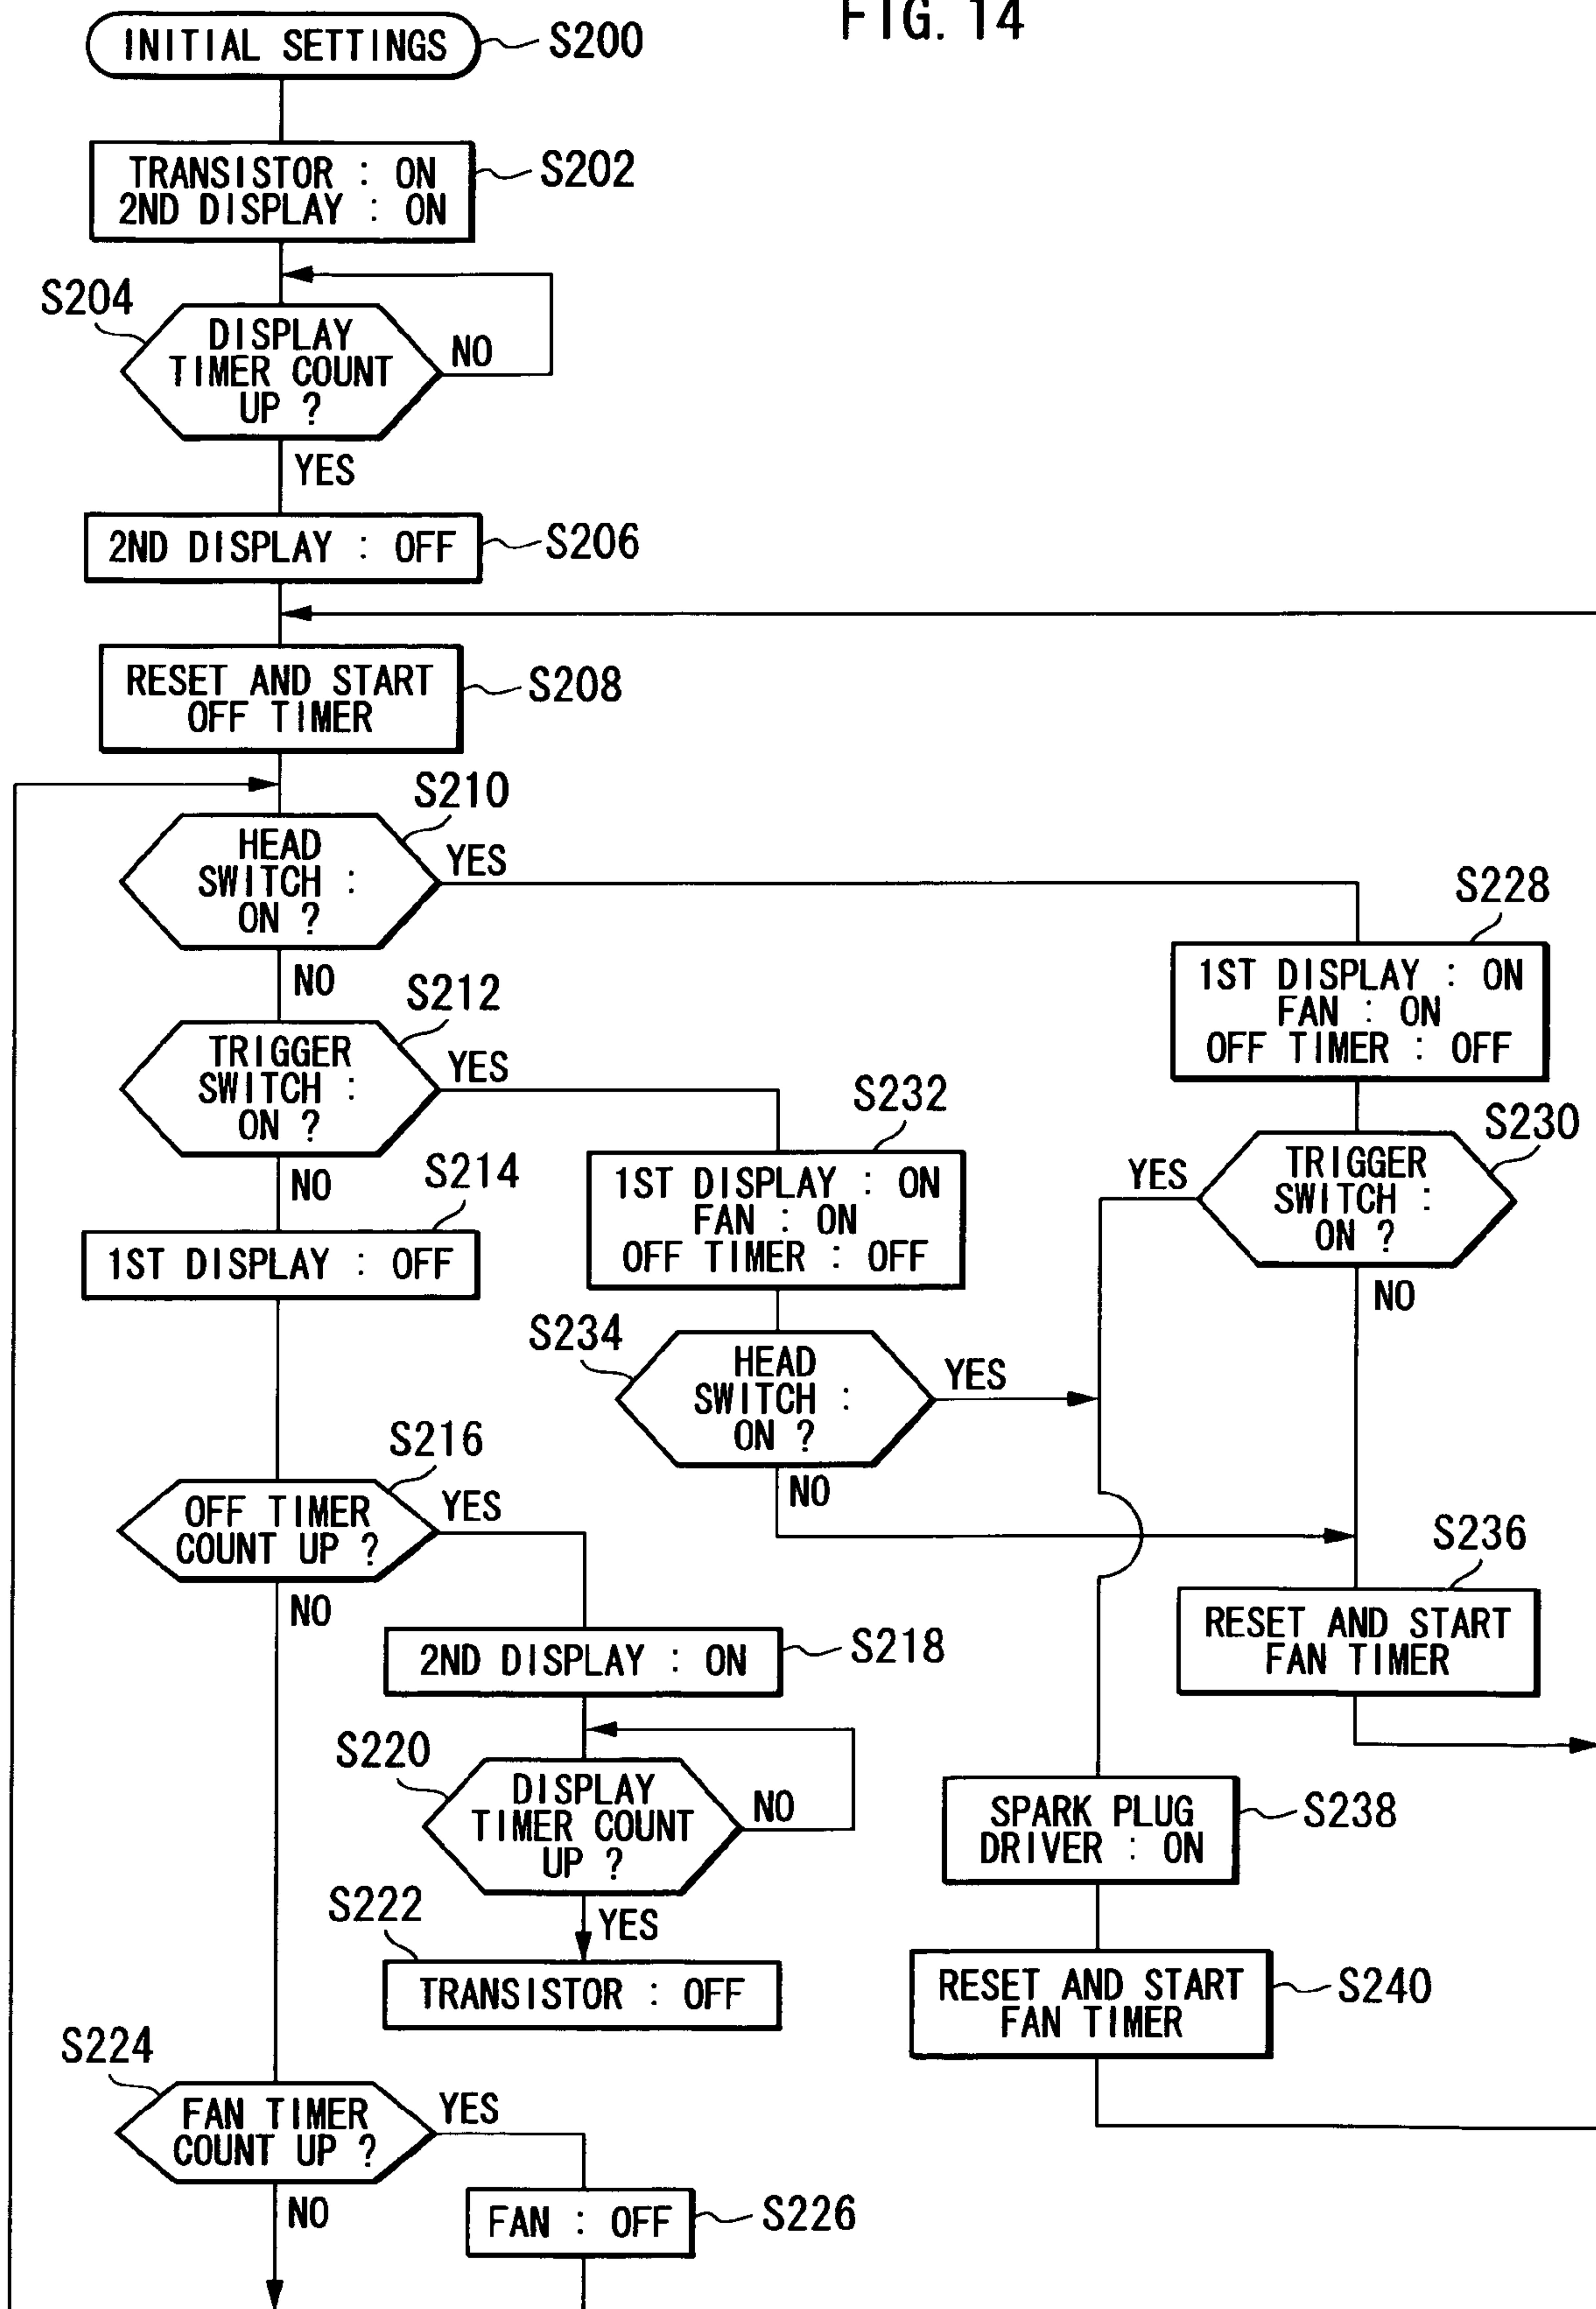 FIG. 14
INITIAL SETTINGS
S200
TRANSISTOR : ON
2ND DISPLAY : ON
S202
S204
DISPLAY
TIMER COUNT
UP ?
NO
YES
2ND DISPLAY : OFF
S206
RESET AND START
OFF TIMER
S208
S210
HEAD
SWITCH :
ON ?
YES
NO
S212
TRIGGER
SWITCH :
ON ?
YES
NO
S214
1ST DISPLAY : OFF
S216
OFF TIMER
COUNT UP ?
YES
NO
2ND DISPLAY : ON
S218
S220
DISPLAY
TIMER COUNT
UP ?
NO
YES
S222
TRANSISTOR : OFF
S224
FAN TIMER
COUNT UP ?
YES
NO
FAN : OFF
S226
S228
1ST DISPLAY : ON
FAN : ON
OFF TIMER : OFF
S230
TRIGGER
SWITCH :
ON ?
YES
NO
S232
1ST DISPLAY : ON
FAN : ON
OFF TIMER : OFF
S234
HEAD
SWITCH :
ON ?
YES
NO
S236
RESET AND START
FAN TIMER
SPARK PLUG
DRIVER : ON
S238
RESET AND START
FAN TIMER
S240